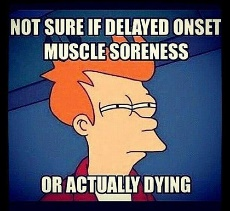 NOT SURE IF DELAYED ONSET
MUSCLE SORENESS
OR ACTUALLY DYING